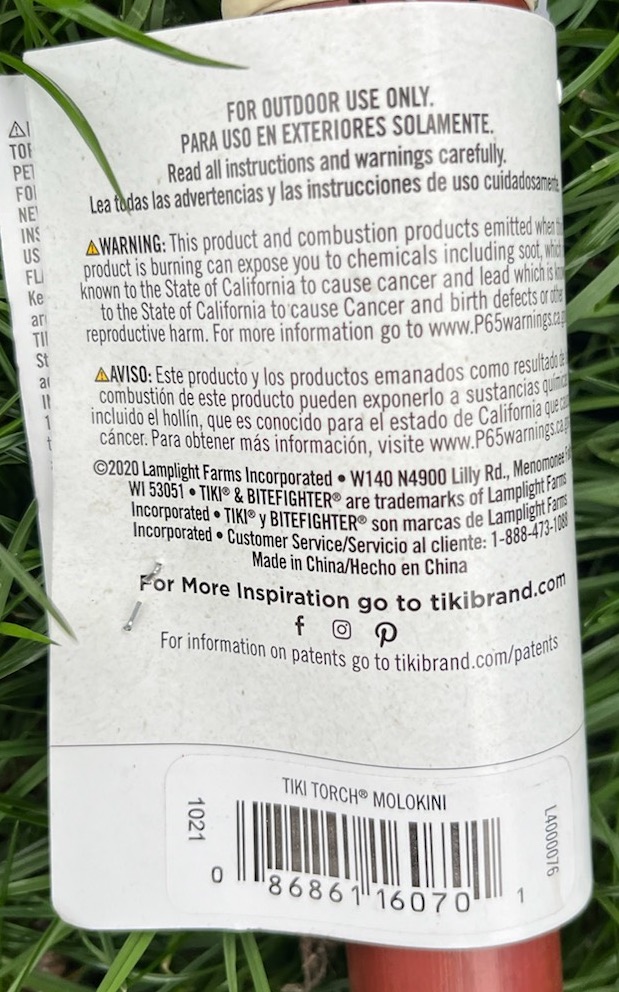 FOR OUTDOOR USE ONLY.
PARA USO EN EXTERIORES SOLAMENTE.
Read all instructions and warnings carefully.
Lea todas las advertencias y las instrucciones de uso cuidadosamente
⚠WARNING: This product and combustion products emitted when
product is burning can expose you to chemicals including soot, which
known to the State of California to cause cancer and lead which is
to the State of California to cause Cancer and birth defects or other
reproductive harm. For more information go to www.P65warnings.ca
⚠AVISO: Este producto y los productos emanados como resultado
combustión de este producto pueden exponerlo a sustancias
incluido el hollín, que es conocido para el estado de California que
cáncer. Para obtener más información, visite www.P65warnings.ca
©2020 Lamplight Farms Incorporated • W140 N4900 Lilly Rd., Menomonee
WI 53051 • TIKI® & BITEFIGHTER® are trademarks of Lamplight Farms
Incorporated • TIKI® y BITEFIGHTER® son marcas de Lamplight Farms
Incorporated • Customer Service/Servicio al cliente: 1-888-473-1088
Made in China/Hecho en China
For More Inspiration go to tikibrand.com
For information on patents go to tikibrand.com/patents
TIKI TORCH® MOLOKINI
1021
L4000076
0 86861 16070 1